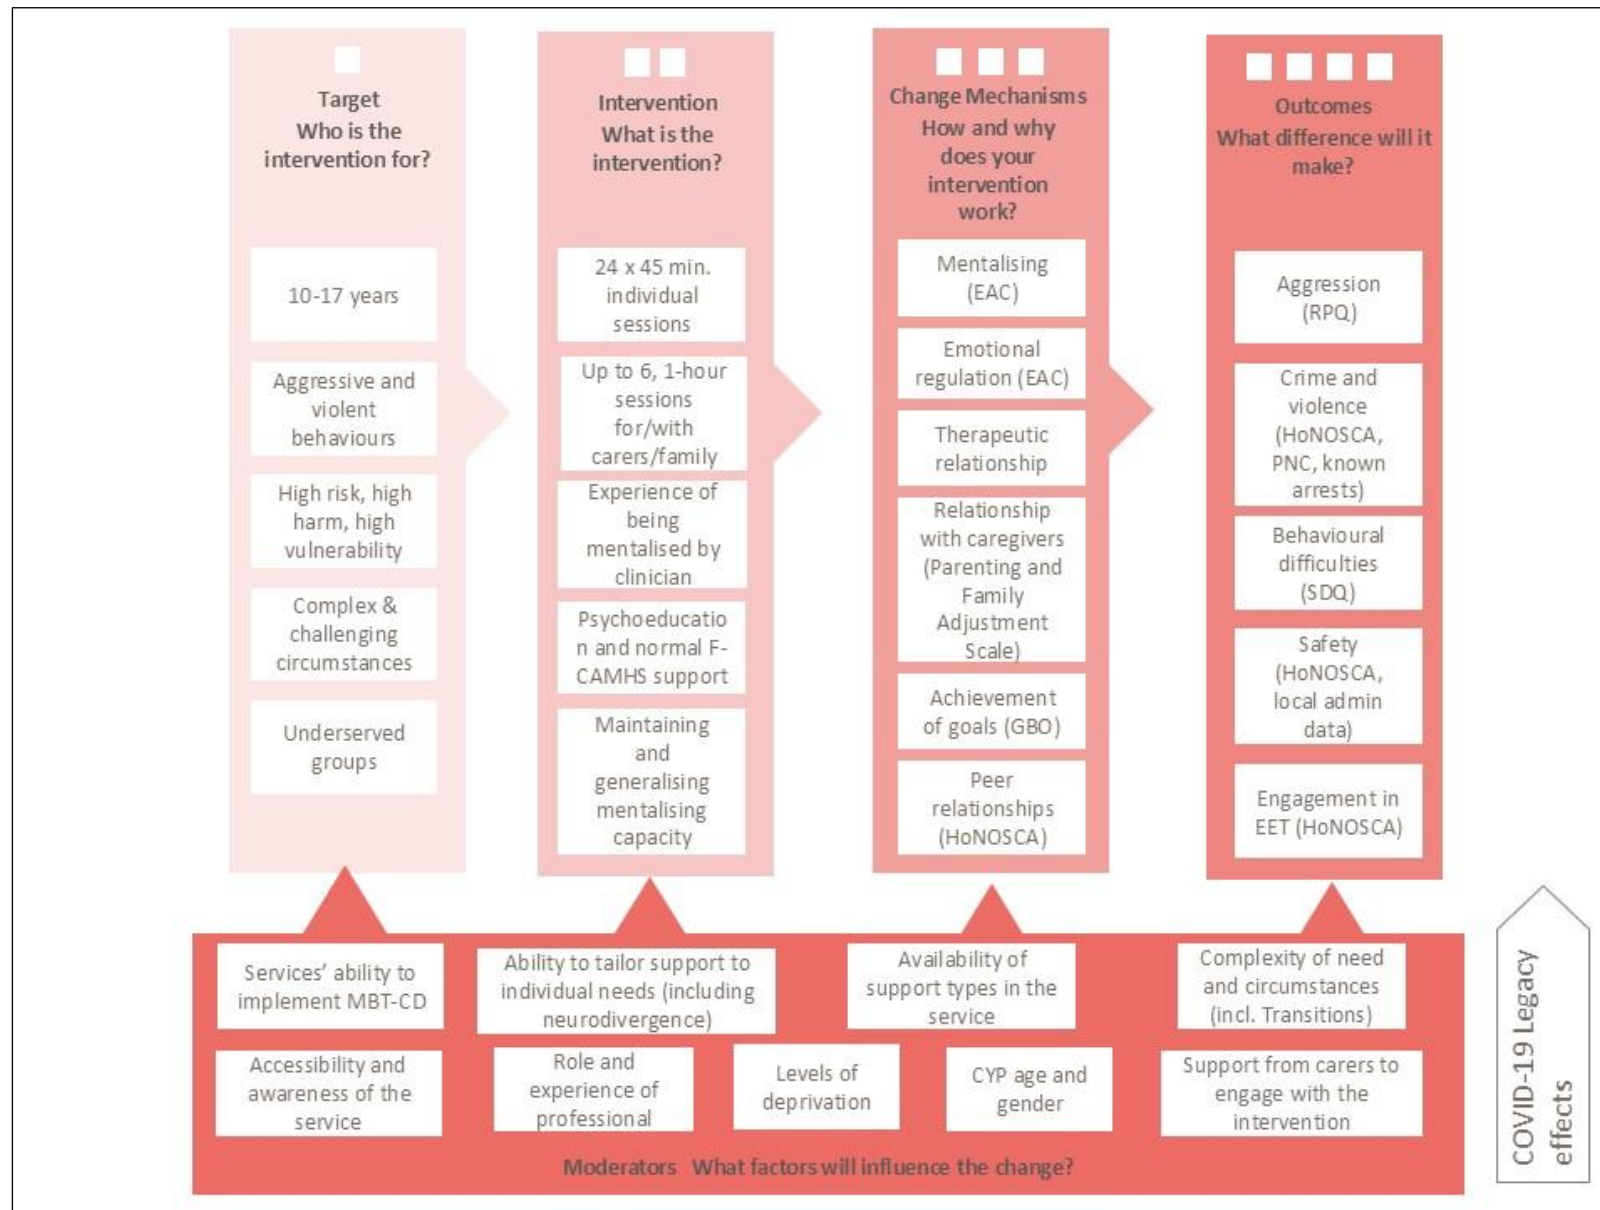 Target
Who is the
intervention for?
10-17 years
Aggressive and
violent
behaviours
High risk, high
harm, high
vulnerability
Complex &
challenging
circumstances
Underserved
groups
Intervention
What is the
intervention?
24 x 45 min.
individual
sessions
Up to 6, 1-hour
sessions
for/with
carers/family
Experience of
being
mentalised by
clinician
Psychoeducatio
n and normal F-
CAMHS support
Maintaining
and
generalising
mentalising
capacity
Change Mechanisms
How and why
does your
intervention
work?
Mentalising
(EAC)
Emotional
regulation (EAC)
Therapeutic
relationship
Relationship
with caregivers
(Parenting and
Family
Adjustment
Scale)
Achievement
of goals (GBO)
Peer
relationships
(HoNOSCA)
Outcomes
What difference will it
make?
Aggression
(RPQ)
Crime and
violence
(HoNOSCA,
PNC, known
arrests)
Behavioural
difficulties
(SDQ)
Safety
(HoNOSCA,
local admin
data)
Engagement in
EET (HoNOSCA)
Services' ability to
implement MBT-CD
Ability to tailor support to
individual needs (including
neurodivergence)
Availability of
support types in the
service
Complexity of need
and circumstances
(incl. Transitions)
Accessibility and
awareness of the
service
Role and
experience of
professional
Levels of
deprivation
CYP age and
gender
Support from carers to
engage with the
intervention
Moderators What factors will influence the change?
COVID-19 Legacy
effects